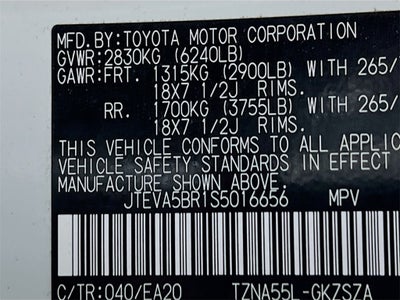 MFD.BY:TOYOTA MOTOR CORPORATION
GVWR:2830KG (6240LB)
GAWR:FRT. 1315KG (2900LB) WITH 265/
18X7 1/2J RIMS.
RR. 1700KG (3755LB) WITH 265/
18X7 1/2J RIMS.
THIS VEHICLE CONFORMS TO ALL APPLIC
VEHICLE SAFETY STANDARDS IN EFFECT
MANUFACTURE SHOWN ABOVE.
JTEVA5BR1S5016656 MPV
C/TR:040/EA20 TZNA55L-GKZSZA